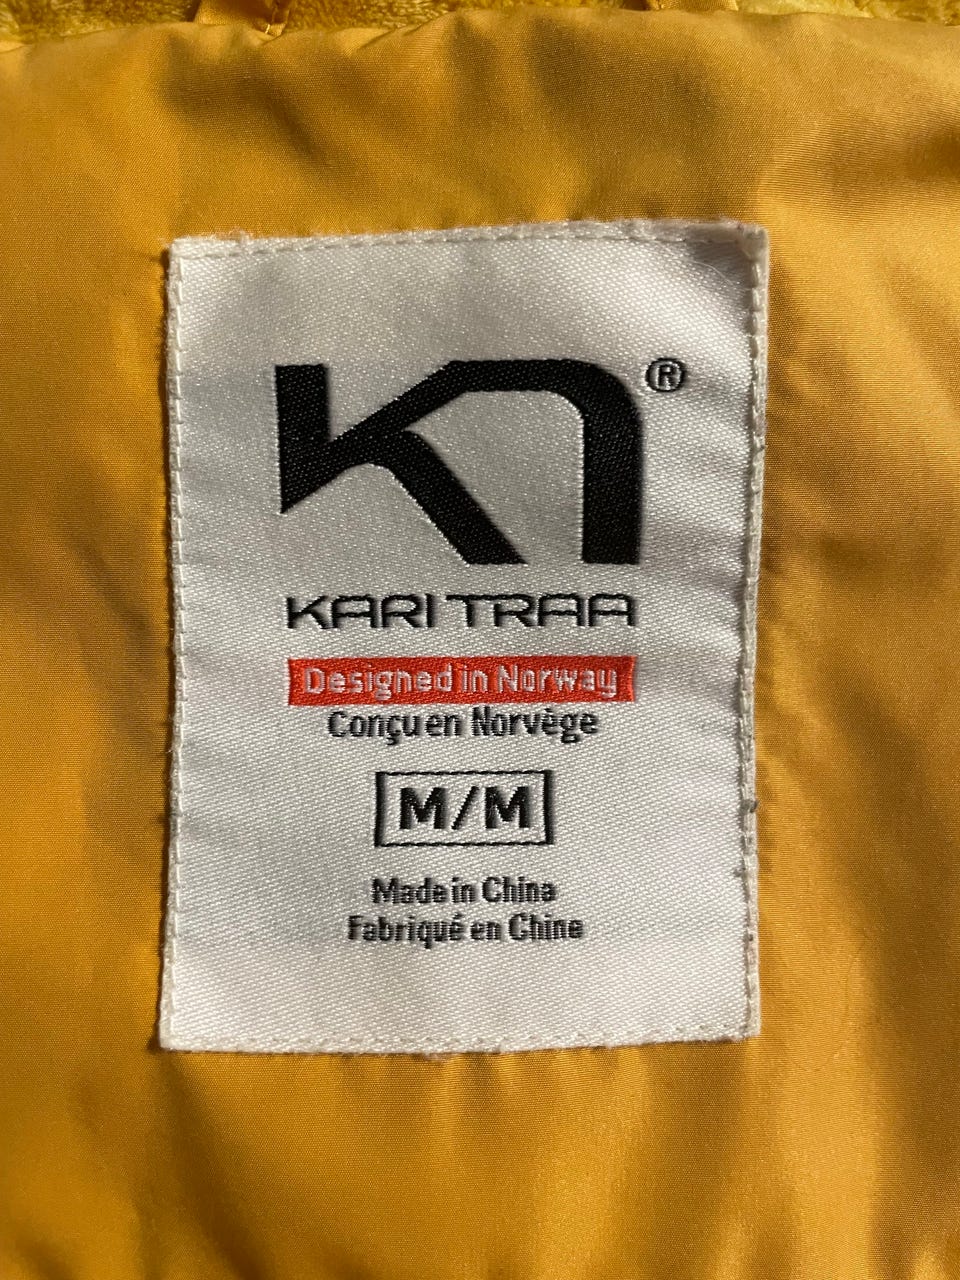 ®
KARI TRAA
Designed in Norway
Conçu en Norvège
M/M
Made in China
Fabriqué en Chine